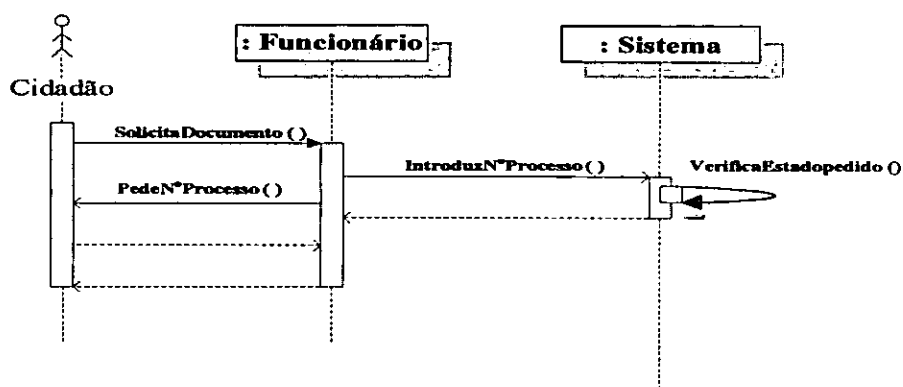 : Funcionário
: Sistema
Cidadão
SolicitaDocumento ()
IntroduzNºProcesso ()
VerificaEstadopedido ()
PedeNºProcesso ()